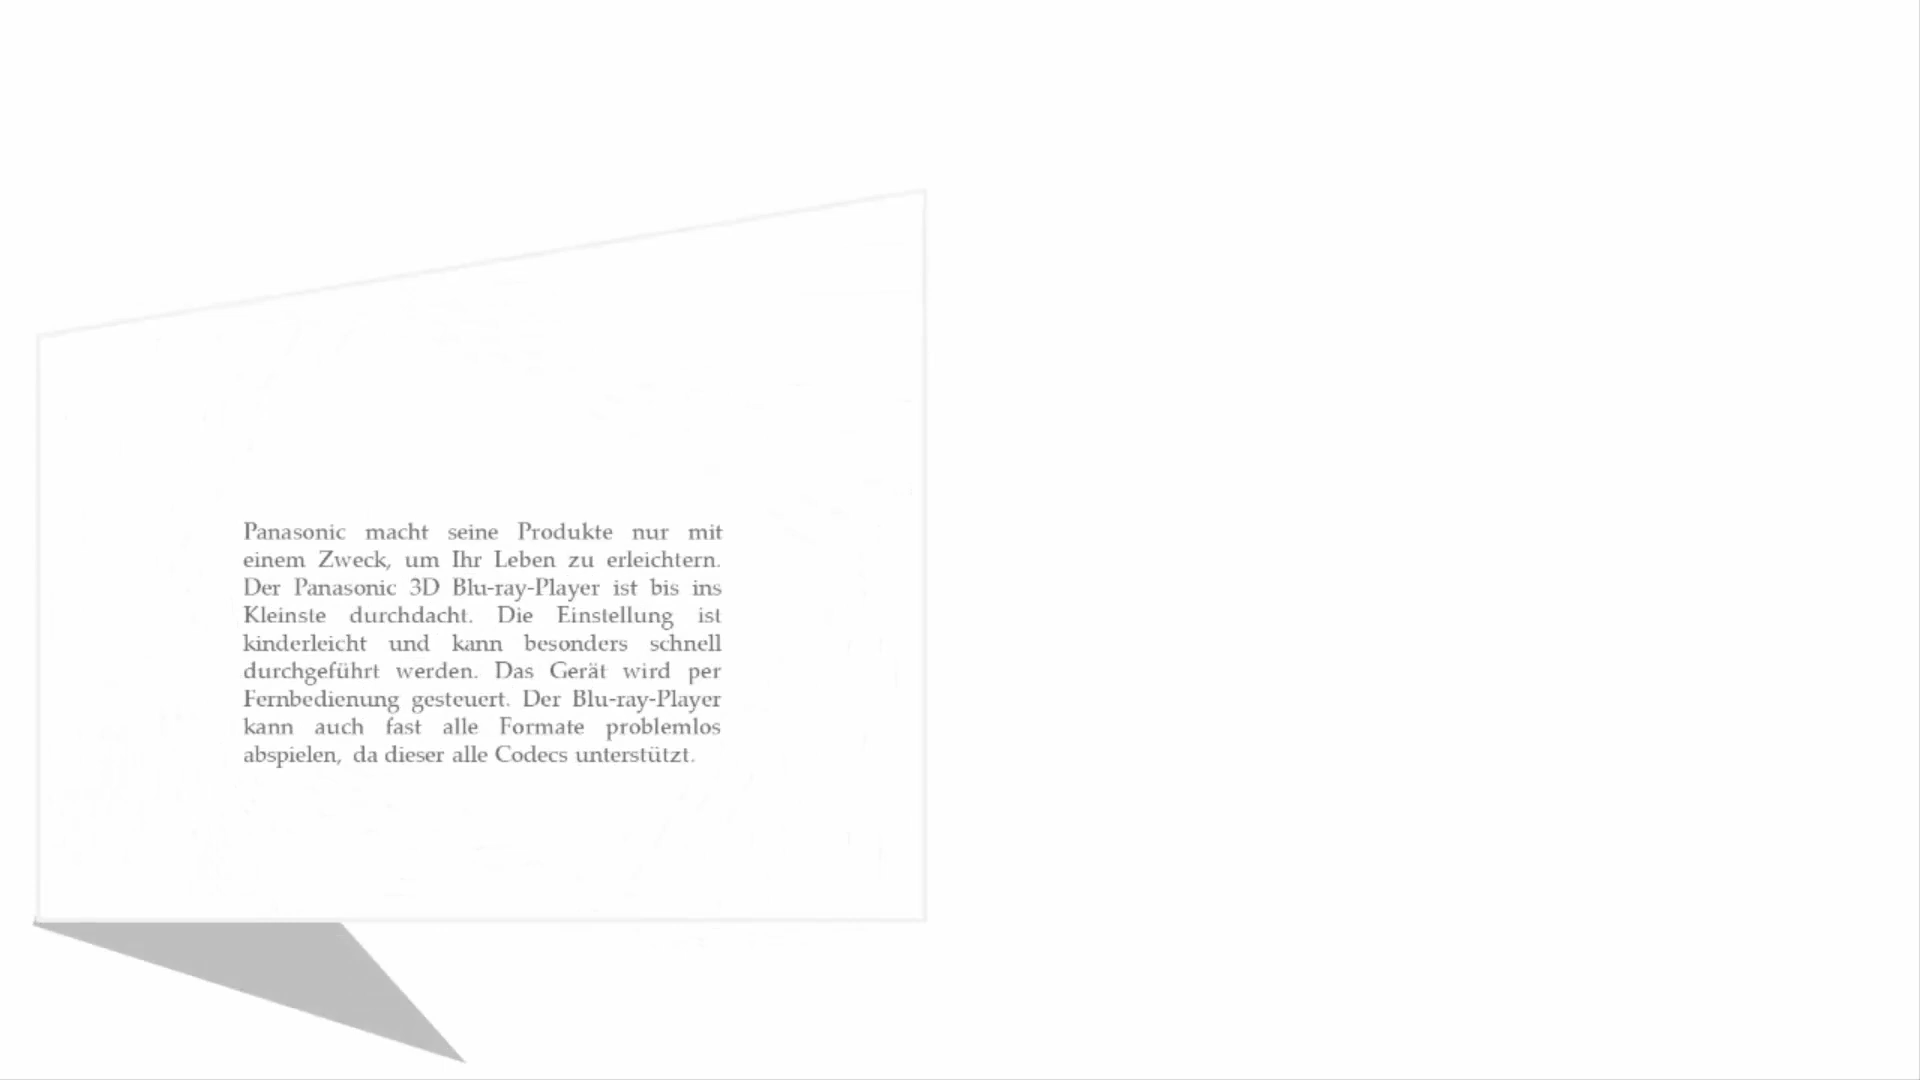 Panasonic macht seine Produkte nur mit
einem Zweck, um Ihr Leben zu erleichtern.
Der Panasonic 3D Blu-ray-Player ist bis ins
Kleinste durchdacht. Die Einstellung ist
kinderleicht und kann besonders schnell
durchgeführt werden. Das Gerät wird per
Fernbedienung gesteuert. Der Blu-ray-Player
kann auch fast alle Formate problemlos
abspielen, da dieser alle Codecs unterstützt.